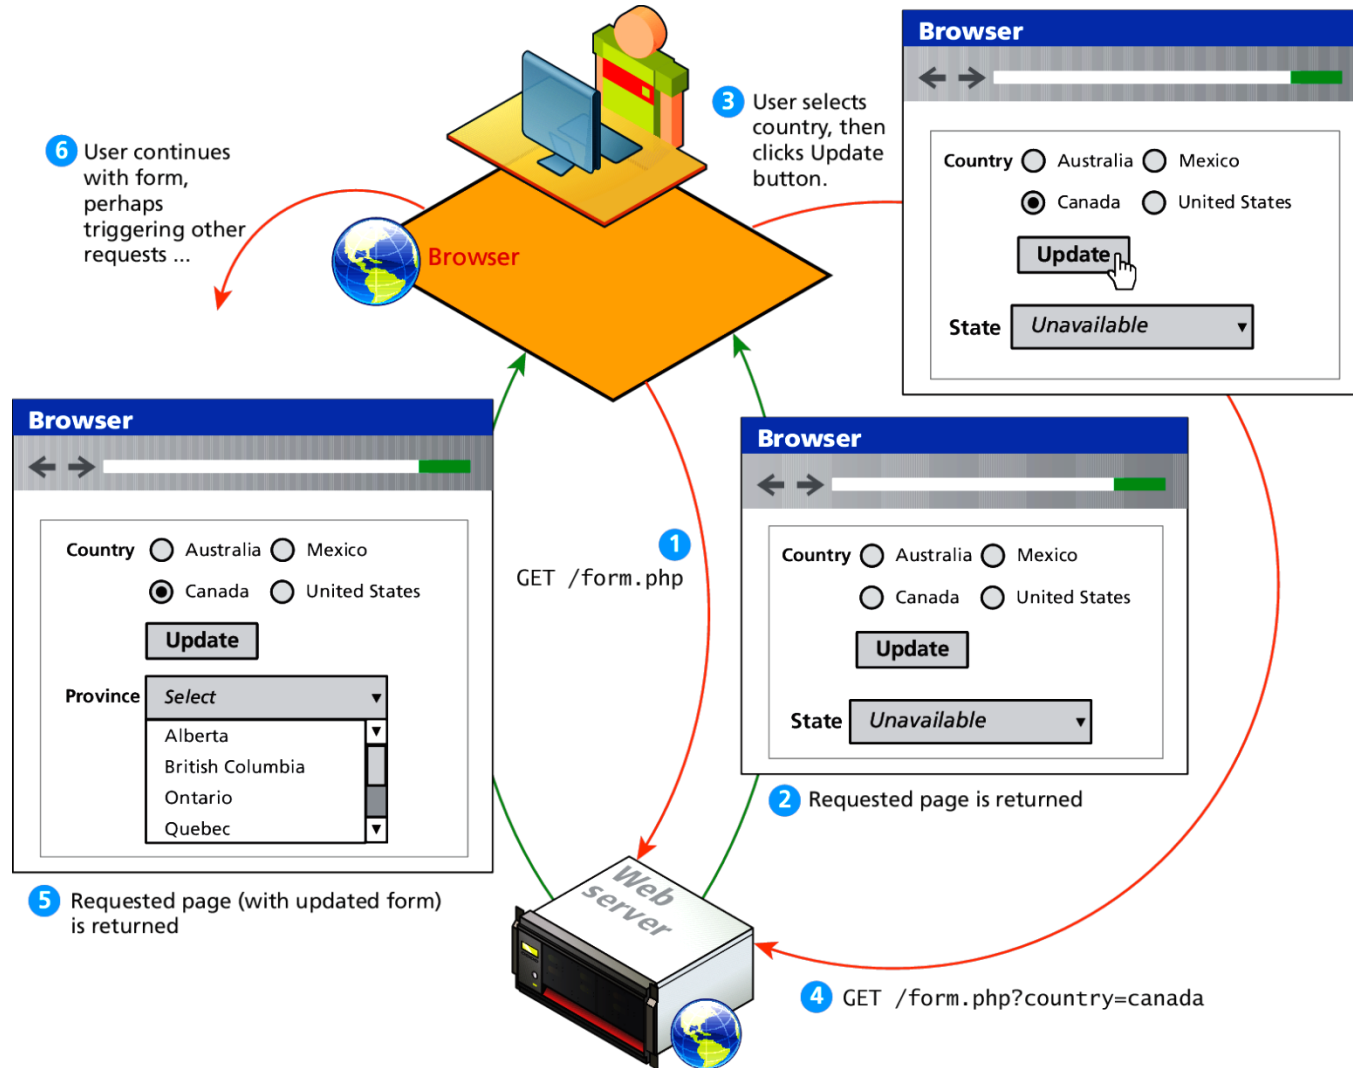 Browser
3 User selects
country, then
clicks Update
button.
Country Australia Mexico
Canada United States
Update
State Unavailable
6 User continues
with form,
perhaps
triggering other
requests ...
Browser
Browser
Country Australia Mexico
Canada United States
Update
Province Select
Alberta
British Columbia
Ontario
Quebec
5 Requested page (with updated form)
is returned
1
GET /form.php
Browser
Country Australia Mexico
Canada United States
Update
State Unavailable
2 Requested page is returned
Web
server
4 GET /form.php?country=canada